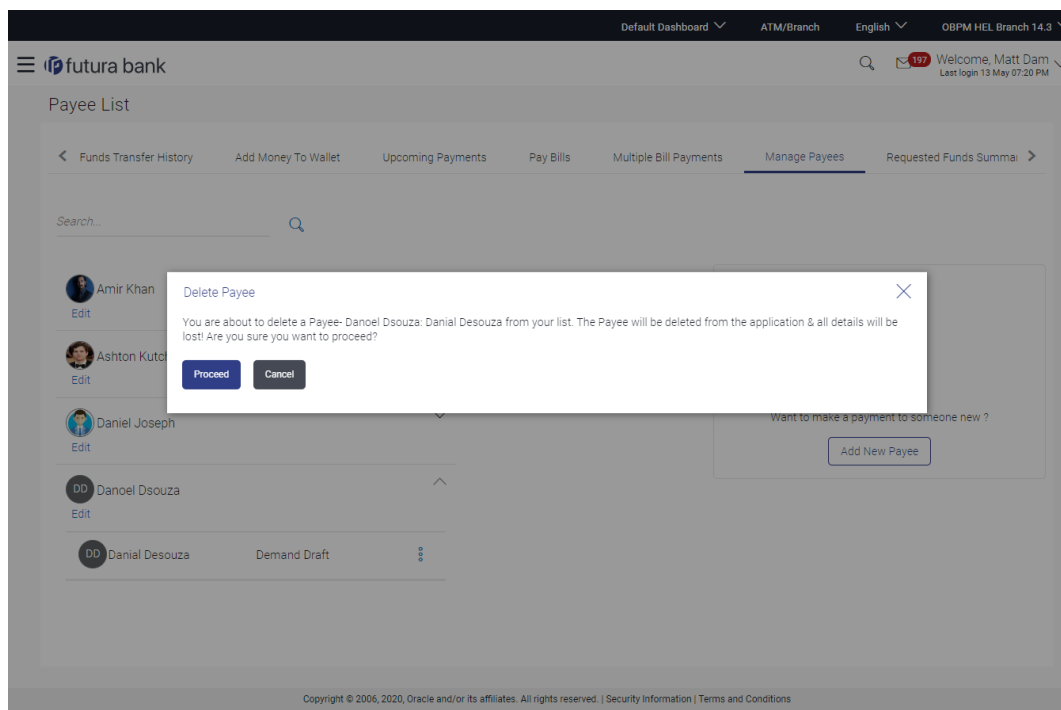 Default Dashboard ATM/Branch English OBPM HEL Branch 14.3
futura bank 197 Welcome, Matt Dam
Last login 13 May 07:20 PM
Payee List
Funds Transfer History Add Money To Wallet Upcoming Payments Pay Bills Multiple Bill Payments Manage Payees Requested Funds Summar
Search...
Amir Khan
Edit
Delete Payee
You are about to delete a Payee- Danoel Dsouza: Danial Desouza from your list. The Payee will be deleted from the application & all details will be
lost! Are you sure you want to proceed?
Proceed Cancel
Ashton Kutch
Edit
Daniel Joseph
Edit
Want to make a payment to someone new ?
Add New Payee
DD Danoel Dsouza
Edit
DD Danial Desouza Demand Draft
Copyright © 2006, 2020, Oracle and/or its affiliates. All rights reserved. | Security Information | Terms and Conditions